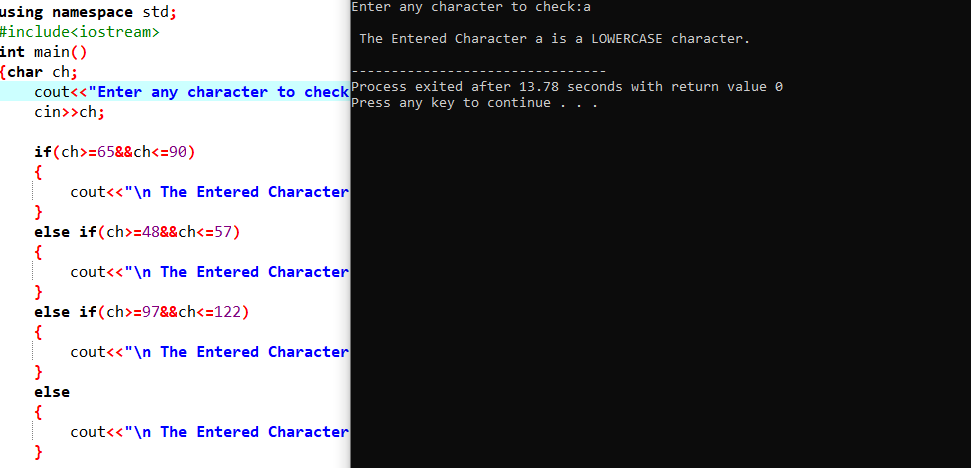 using namespace std;
#include<iostream>
int main()
{char ch;
cout<<"Enter any character to check
cin>>ch;
if(ch>=65&&ch<=90)
{
cout<<"\n The Entered Character
}
else if(ch>=48&&ch<=57)
{
cout<<"\n The Entered Character
}
else if(ch>=97&&ch<=122)
{
cout<<"\n The Entered Character
}
else
{
cout<<"\n The Entered Character
}
Enter any character to check:a
The Entered Character a is a LOWERCASE character.
--------------------------------
Process exited after 13.78 seconds with return value 0
Press any key to continue . . .